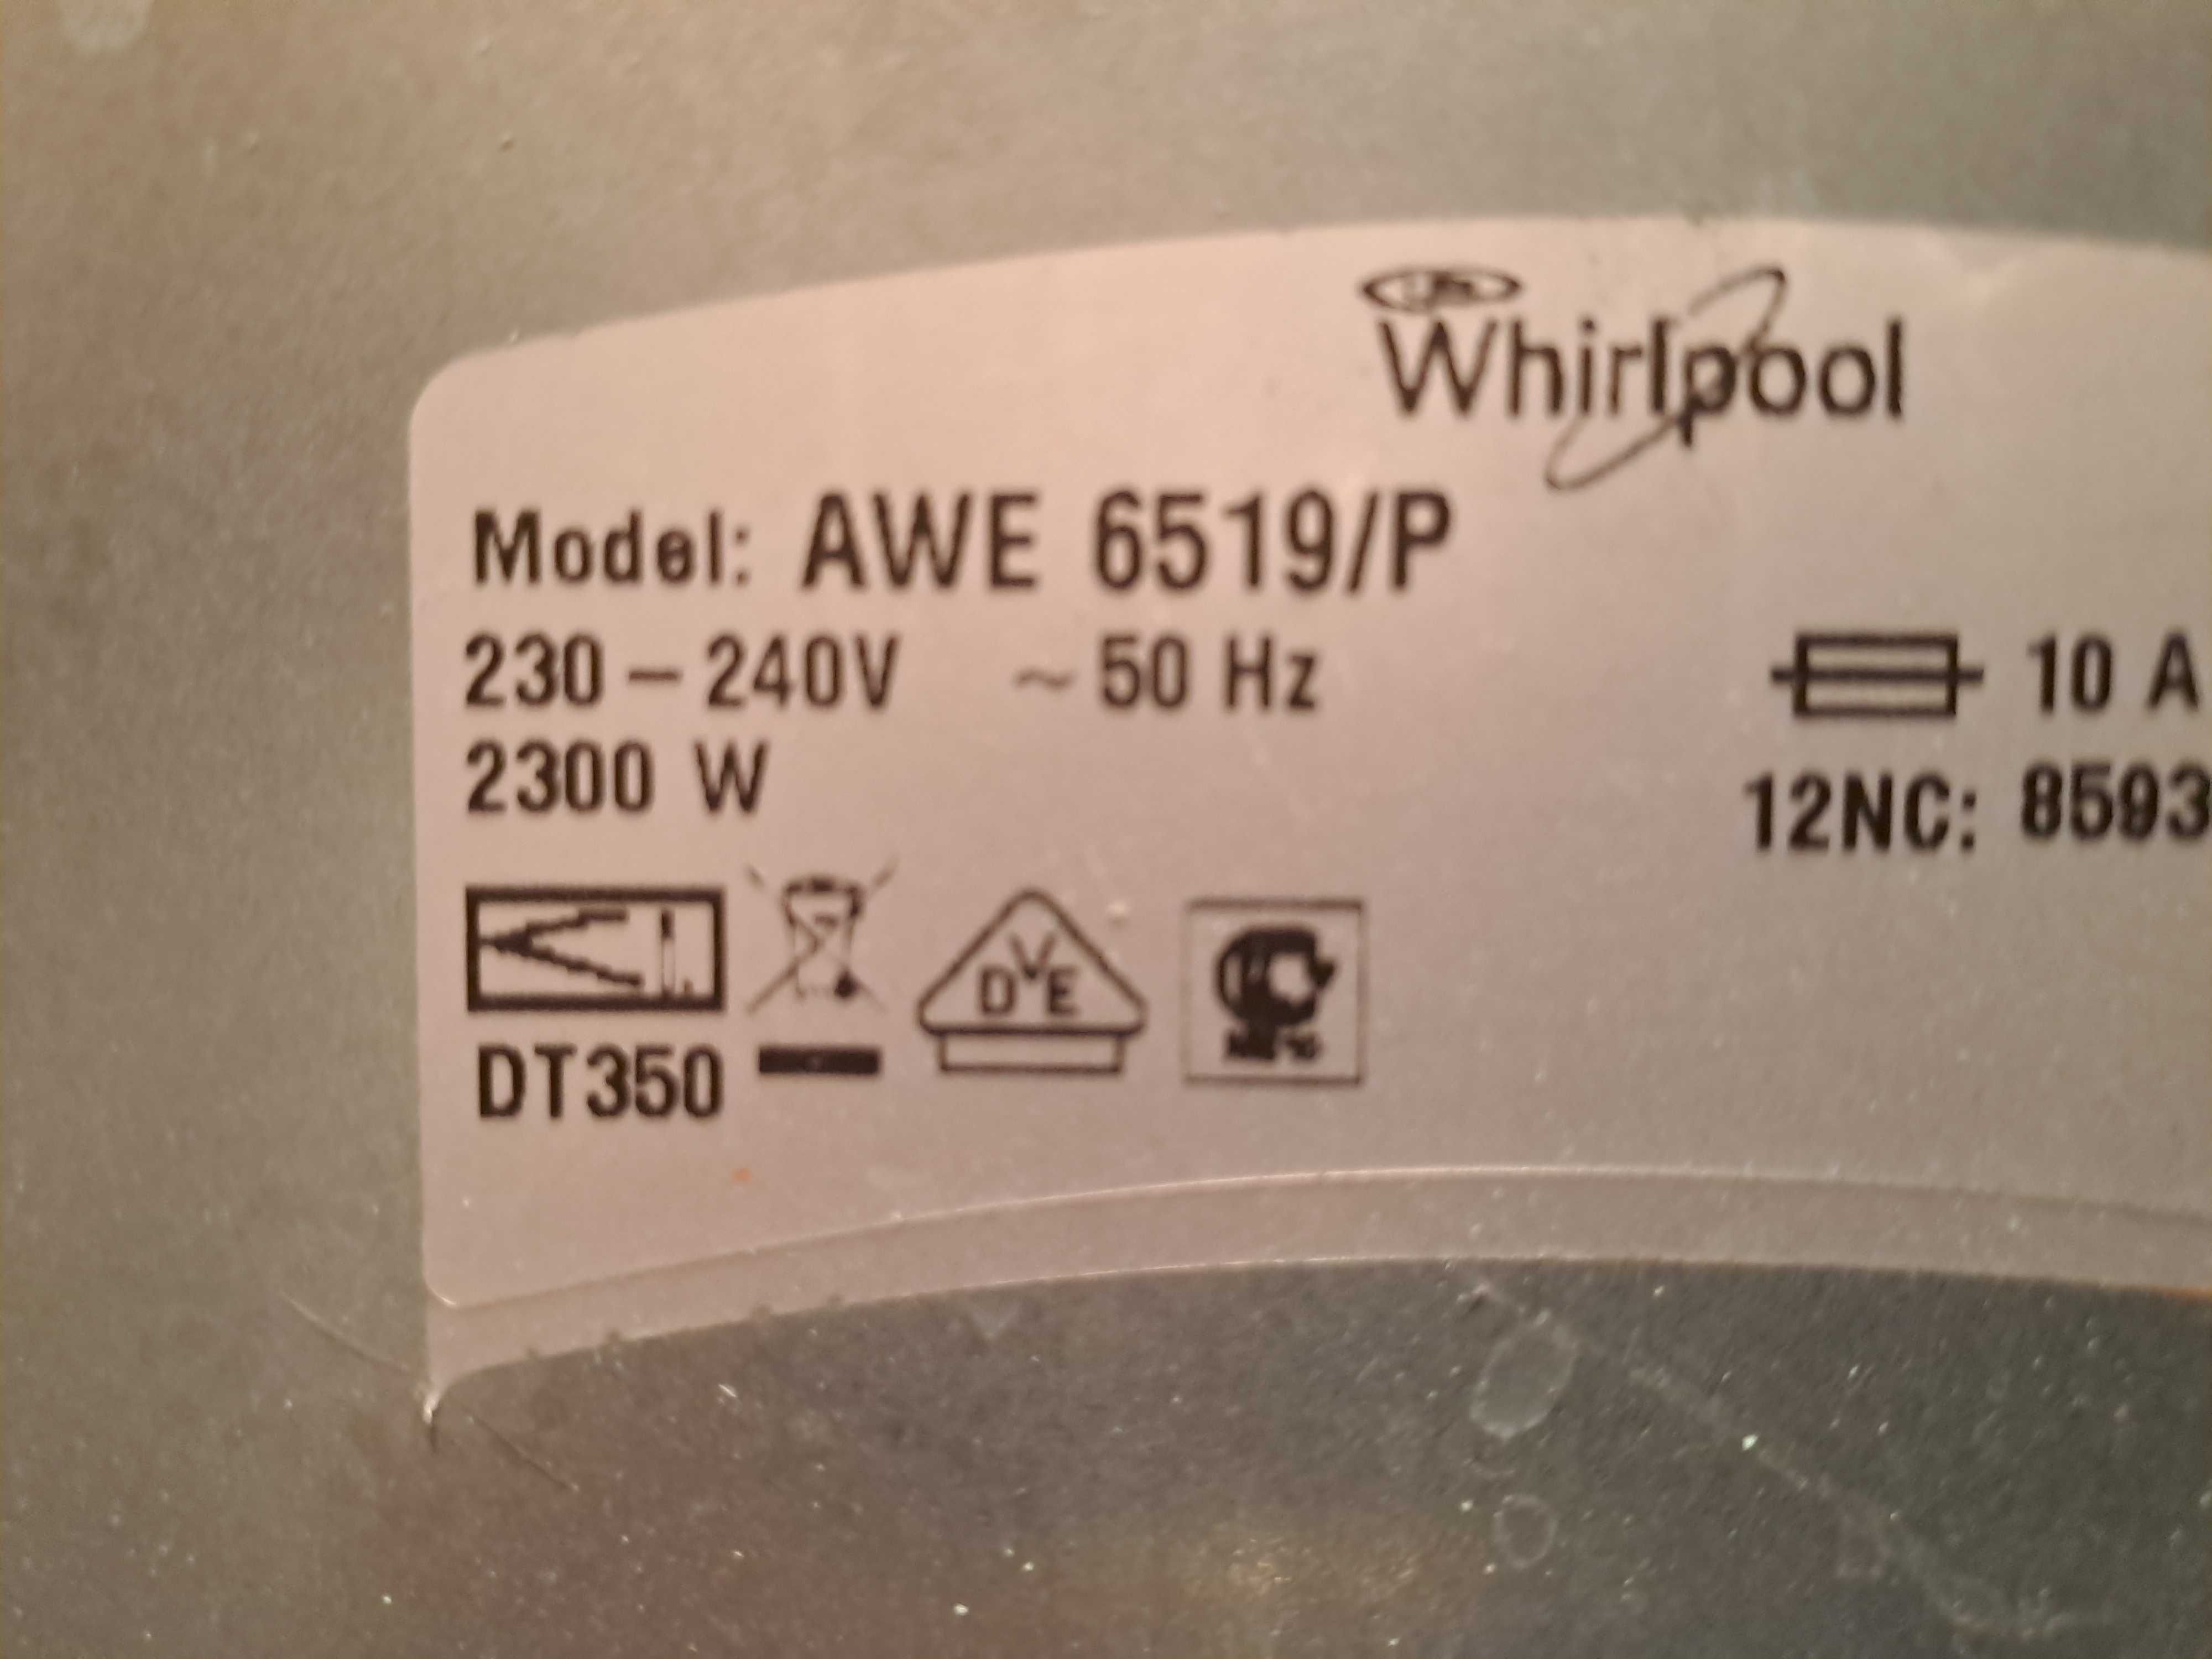 Whirlpool
Model: AWE 6519/P
230 – 240V ~ 50 Hz
10 A
2300 W
12NC: 8593
DVE
DT350